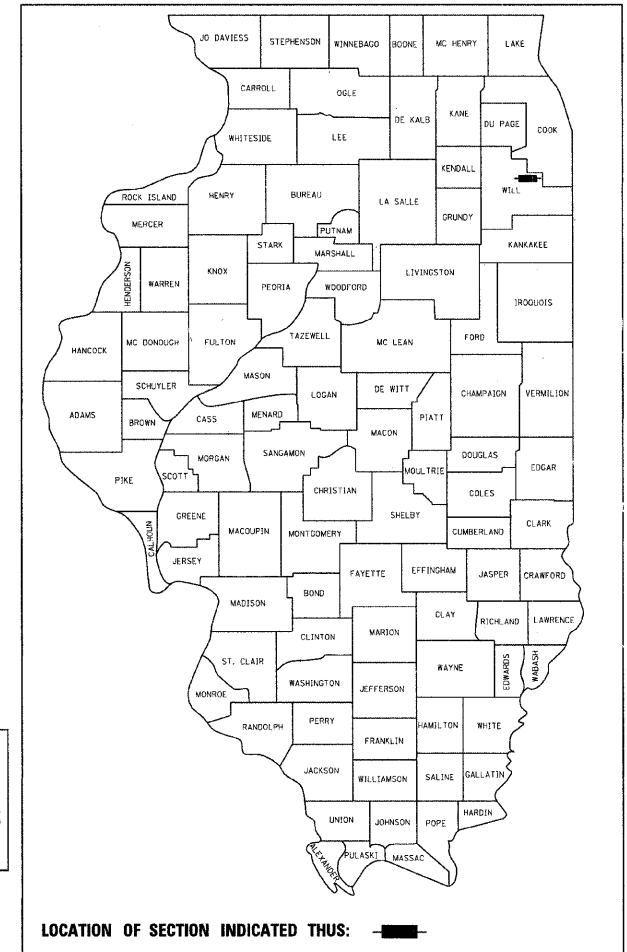 JO DAVIESS STEPHENSON WINNEBAGO BOONE MC HENRY LAKE
CARROLL OGLE
DE KALB KANE DU PAGE COOK
WHITESIDE LEE
KENDALL
WILL
ROCK ISLAND HENRY BUREAU LA SALLE
MERCER PUTNAM GRUNDY
STARK MARSHALL KANKAKEE
HENDERSON WARREN KNOX PEORIA WOODFORD LIVINGSTON
IROQUOIS
HANCOCK MC DONOUGH FULTON TAZEWELL MC LEAN FORD
MASON
SCHUYLER LOGAN DE WITT CHAMPAIGN VERMILION
ADAMS BROWN CASS MENARD PIATT
MACON
MORGAN SANGAMON DOUGLAS
PIKE SCOTT CHRISTIAN MOULTRIE EDGAR
COLES
GREENE MACOUPIN SHELBY
CALHOUN MONTGOMERY CUMBERLAND CLARK
JERSEY
FAYETTE EFFINGHAM JASPER CRAWFORD
MADISON BOND
CLAY RICHLAND LAWRENCE
CLINTON MARION
ST. CLAIR WAYNE EDWARDS WABASH
WASHINGTON
MONROE JEFFERSON
RANDOLPH PERRY HAMILTON WHITE
FRANKLIN
JACKSON WILLIAMSON SALINE GALLATIN
HARDIN
UNION JOHNSON POPE
ALEXANDER PULASKI MASSAC
LOCATION OF SECTION INDICATED THUS: